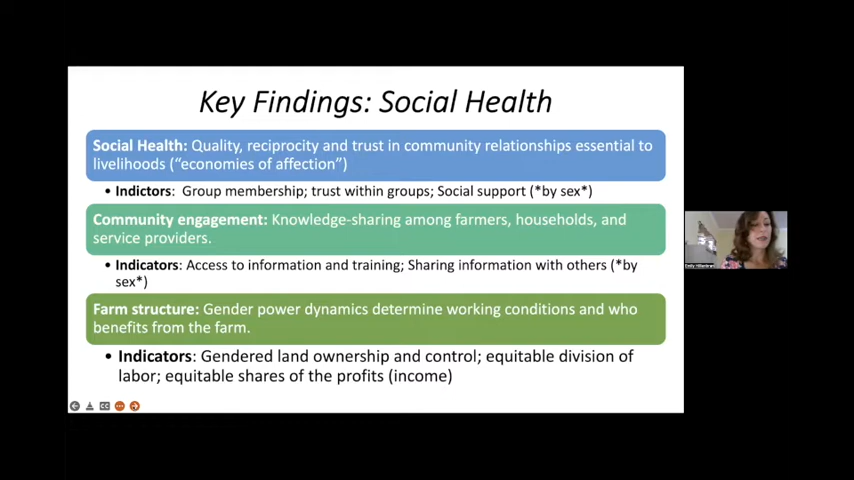 Key Findings: Social Health
Social Health: Quality, reciprocity and trust in community relationships essential to
livelihoods (“economies of affection”)
• Indictors: Group membership; trust within groups; Social support (*by sex*)
Community engagement: Knowledge-sharing among farmers, households, and
service providers.
• Indicators: Access to information and training; Sharing information with others (*by
sex*)
Farm structure: Gender power dynamics determine working conditions and who
benefits from the farm.
• Indicators: Gendered land ownership and control; equitable division of
labor; equitable shares of the profits (income)